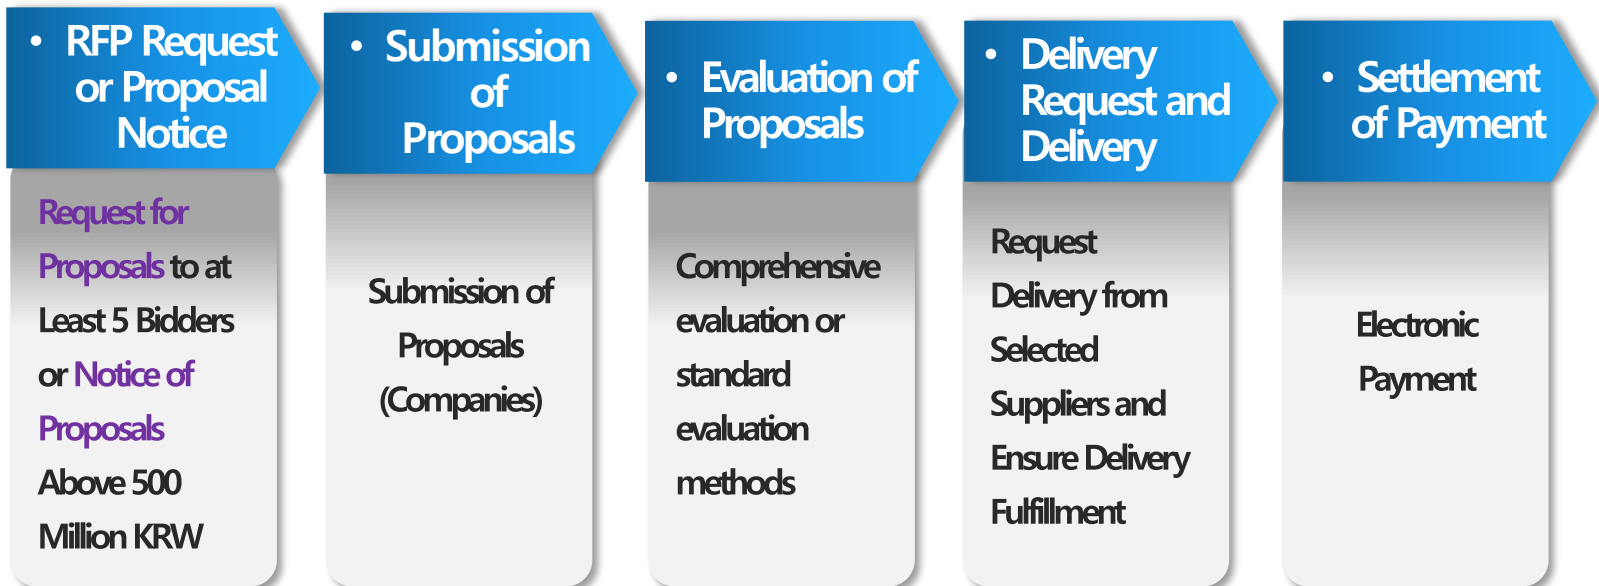 • RFP Request
or Proposal
Notice
Request for
Proposals to at
Least 5 Bidders
or Notice of
Proposals
Above 500
Million KRW
• Submission
of
Proposals
Submission of
Proposals
(Companies)
• Evaluation of
Proposals
Comprehensive
evaluation or
standard
evaluation
methods
• Delivery
Request and
Delivery
Request
Delivery from
Selected
Suppliers and
Ensure Delivery
Fulfillment
• Settlement
of Payment
Electronic
Payment